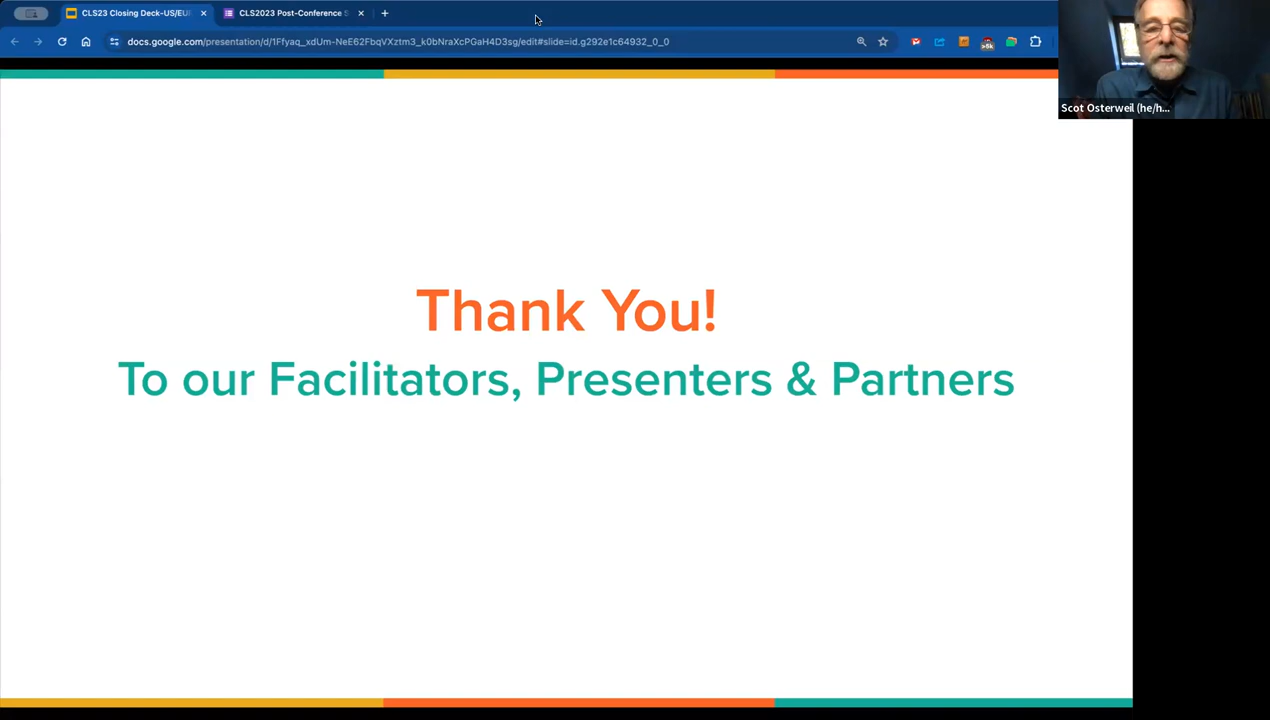 CLS23 Closing Deck-US/EU
CLS2023 Post-Conference S
docs.google.com/presentation/d/1Ffyaq_xdUm-NeE62FbqVXztm3_k0bNraXcPGaH4D3sg/edit#slide=id.g292e1c64932_0_0
>5k
Scot Osterweil (he/h...
Thank You!
To our Facilitators, Presenters & Partners